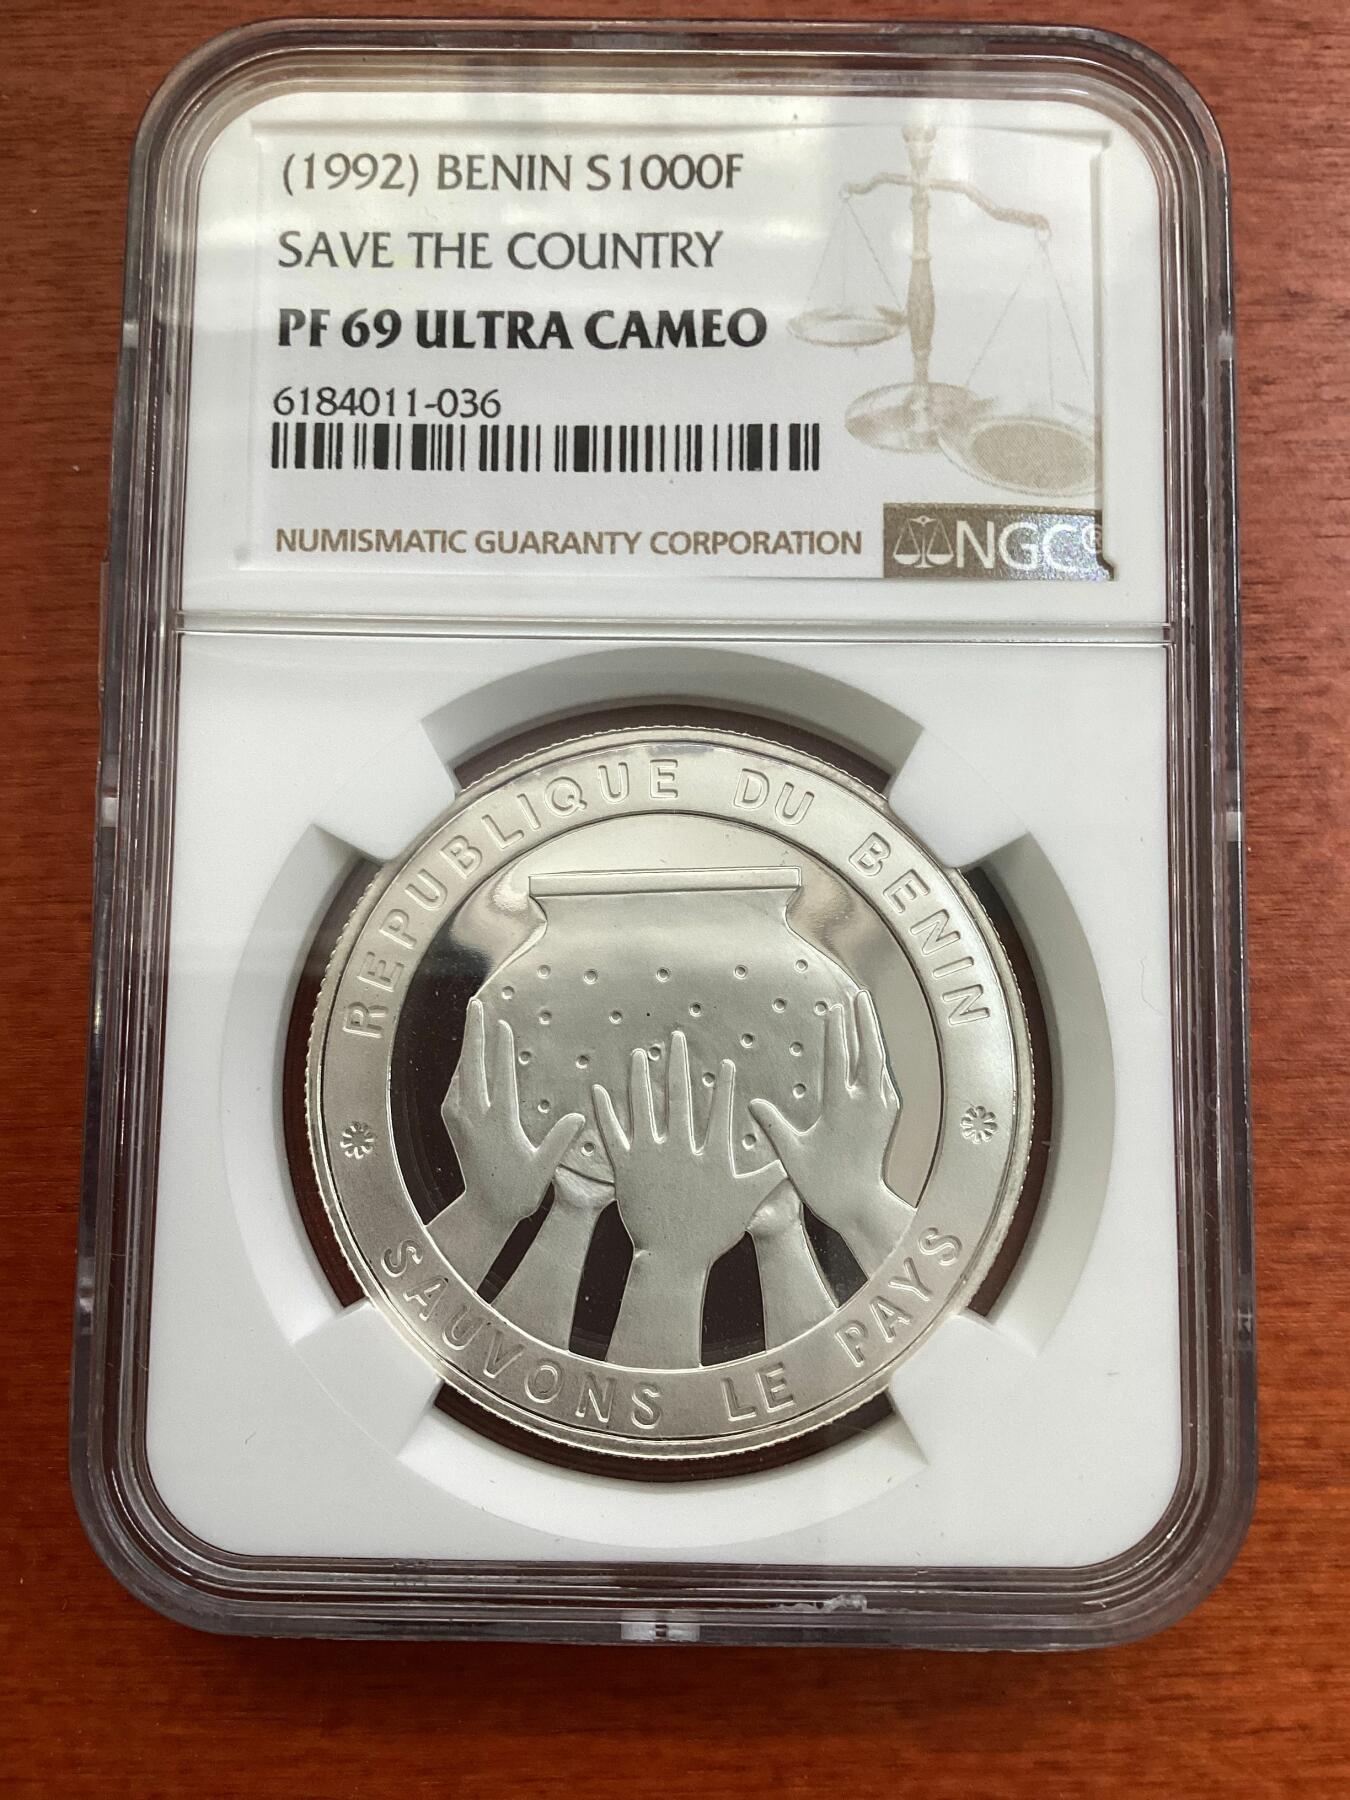 (1992) BENIN S1000F
SAVE THE COUNTRY
PF 69 ULTRA CAMEO
6184011-036
NUMISMATIC GUARANTY CORPORATION
NGC®
REPUBLIQUE DU BENIN
SAUVONS LE PAYS